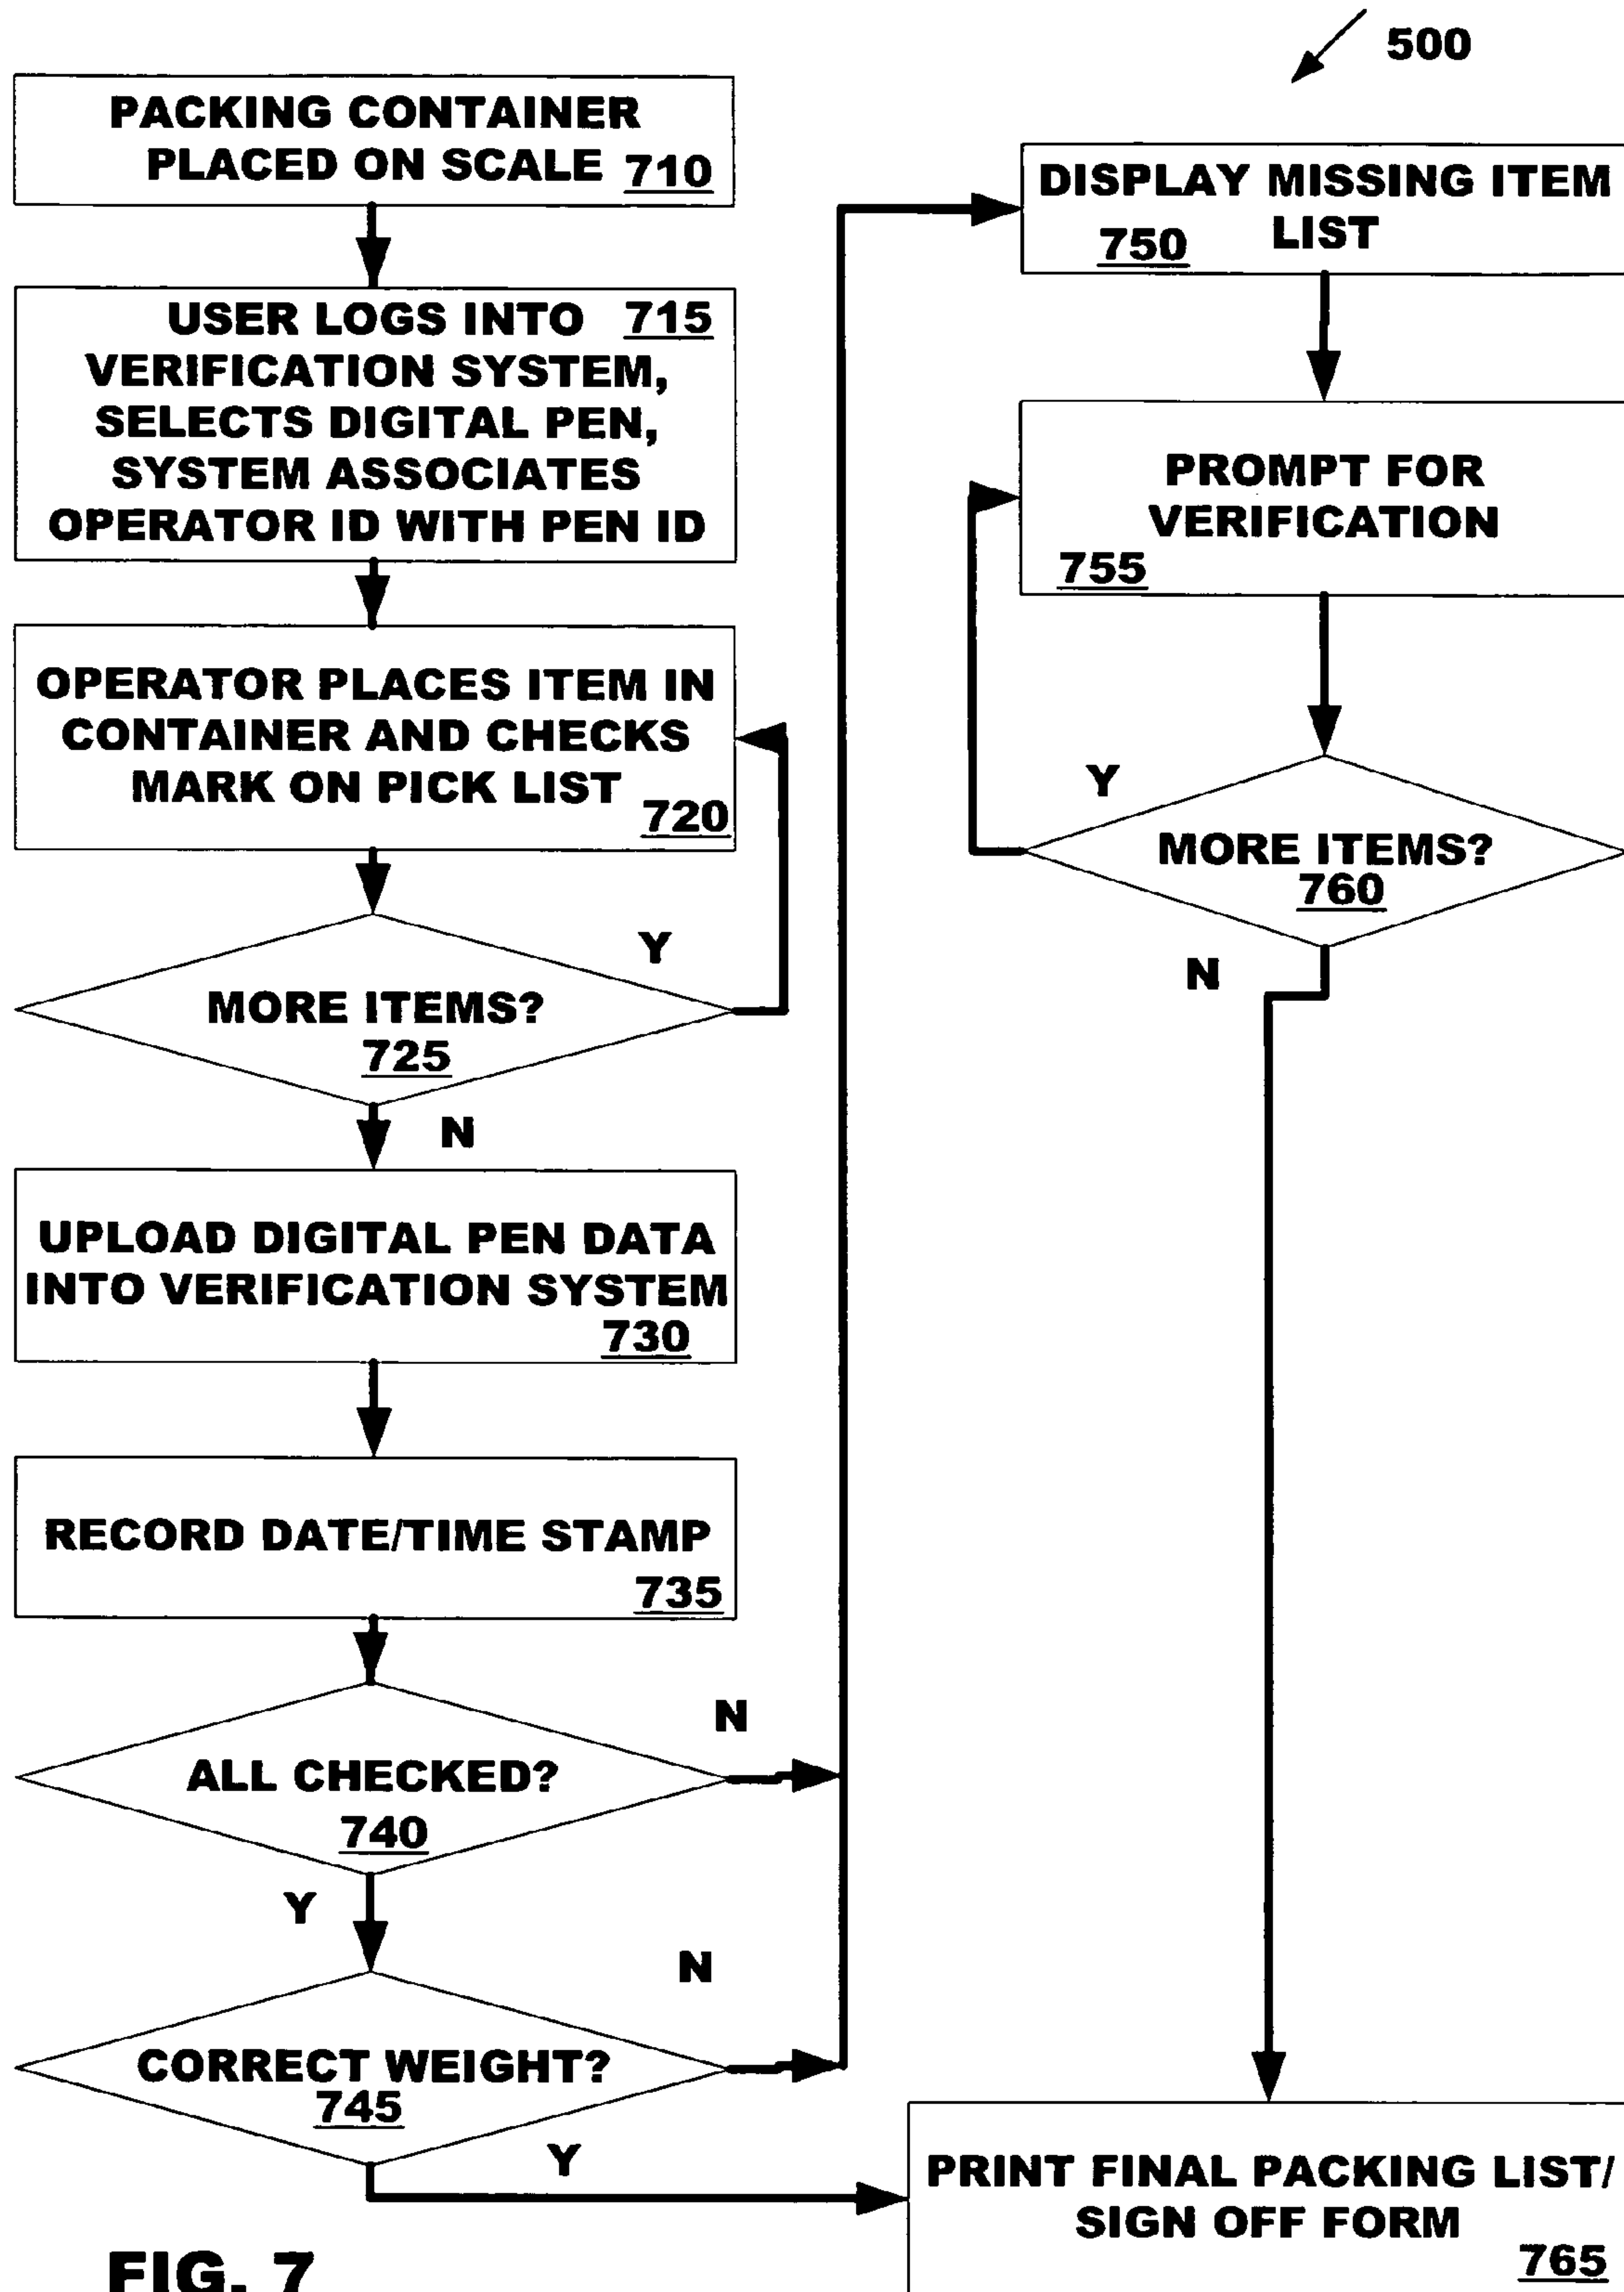 500
PACKING CONTAINER
PLACED ON SCALE 710
USER LOGS INTO 715
VERIFICATION SYSTEM,
SELECTS DIGITAL PEN,
SYSTEM ASSOCIATES
OPERATOR ID WITH PEN ID
OPERATOR PLACES ITEM IN
CONTAINER AND CHECKS
MARK ON PICK LIST
720
Y
MORE ITEMS?
725
N
UPLOAD DIGITAL PEN DATA
INTO VERIFICATION SYSTEM
730
RECORD DATE/TIME STAMP
735
N
ALL CHECKED?
740
Y
N
CORRECT WEIGHT?
745
Y
DISPLAY MISSING ITEM
750 LIST
PROMPT FOR
VERIFICATION
755
Y
MORE ITEMS?
760
N
PRINT FINAL PACKING LIST/
SIGN OFF FORM
765
FIG. 7